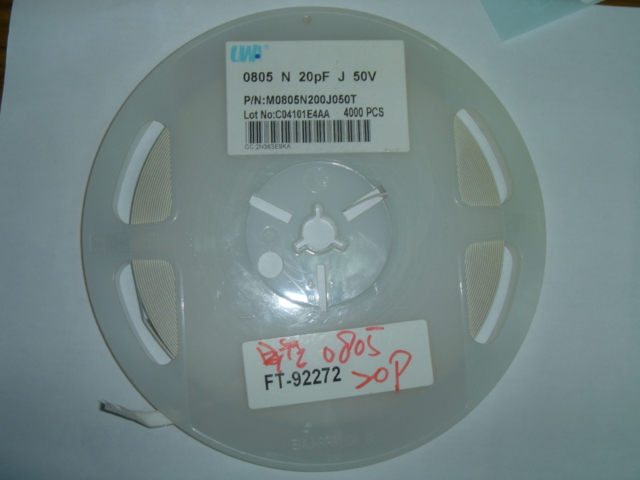 0805 N 20pF J 50V
P/N:M0805N200J050T
Lot No:C04101E4AA 4000 PCS
0805
FT-92272
20P